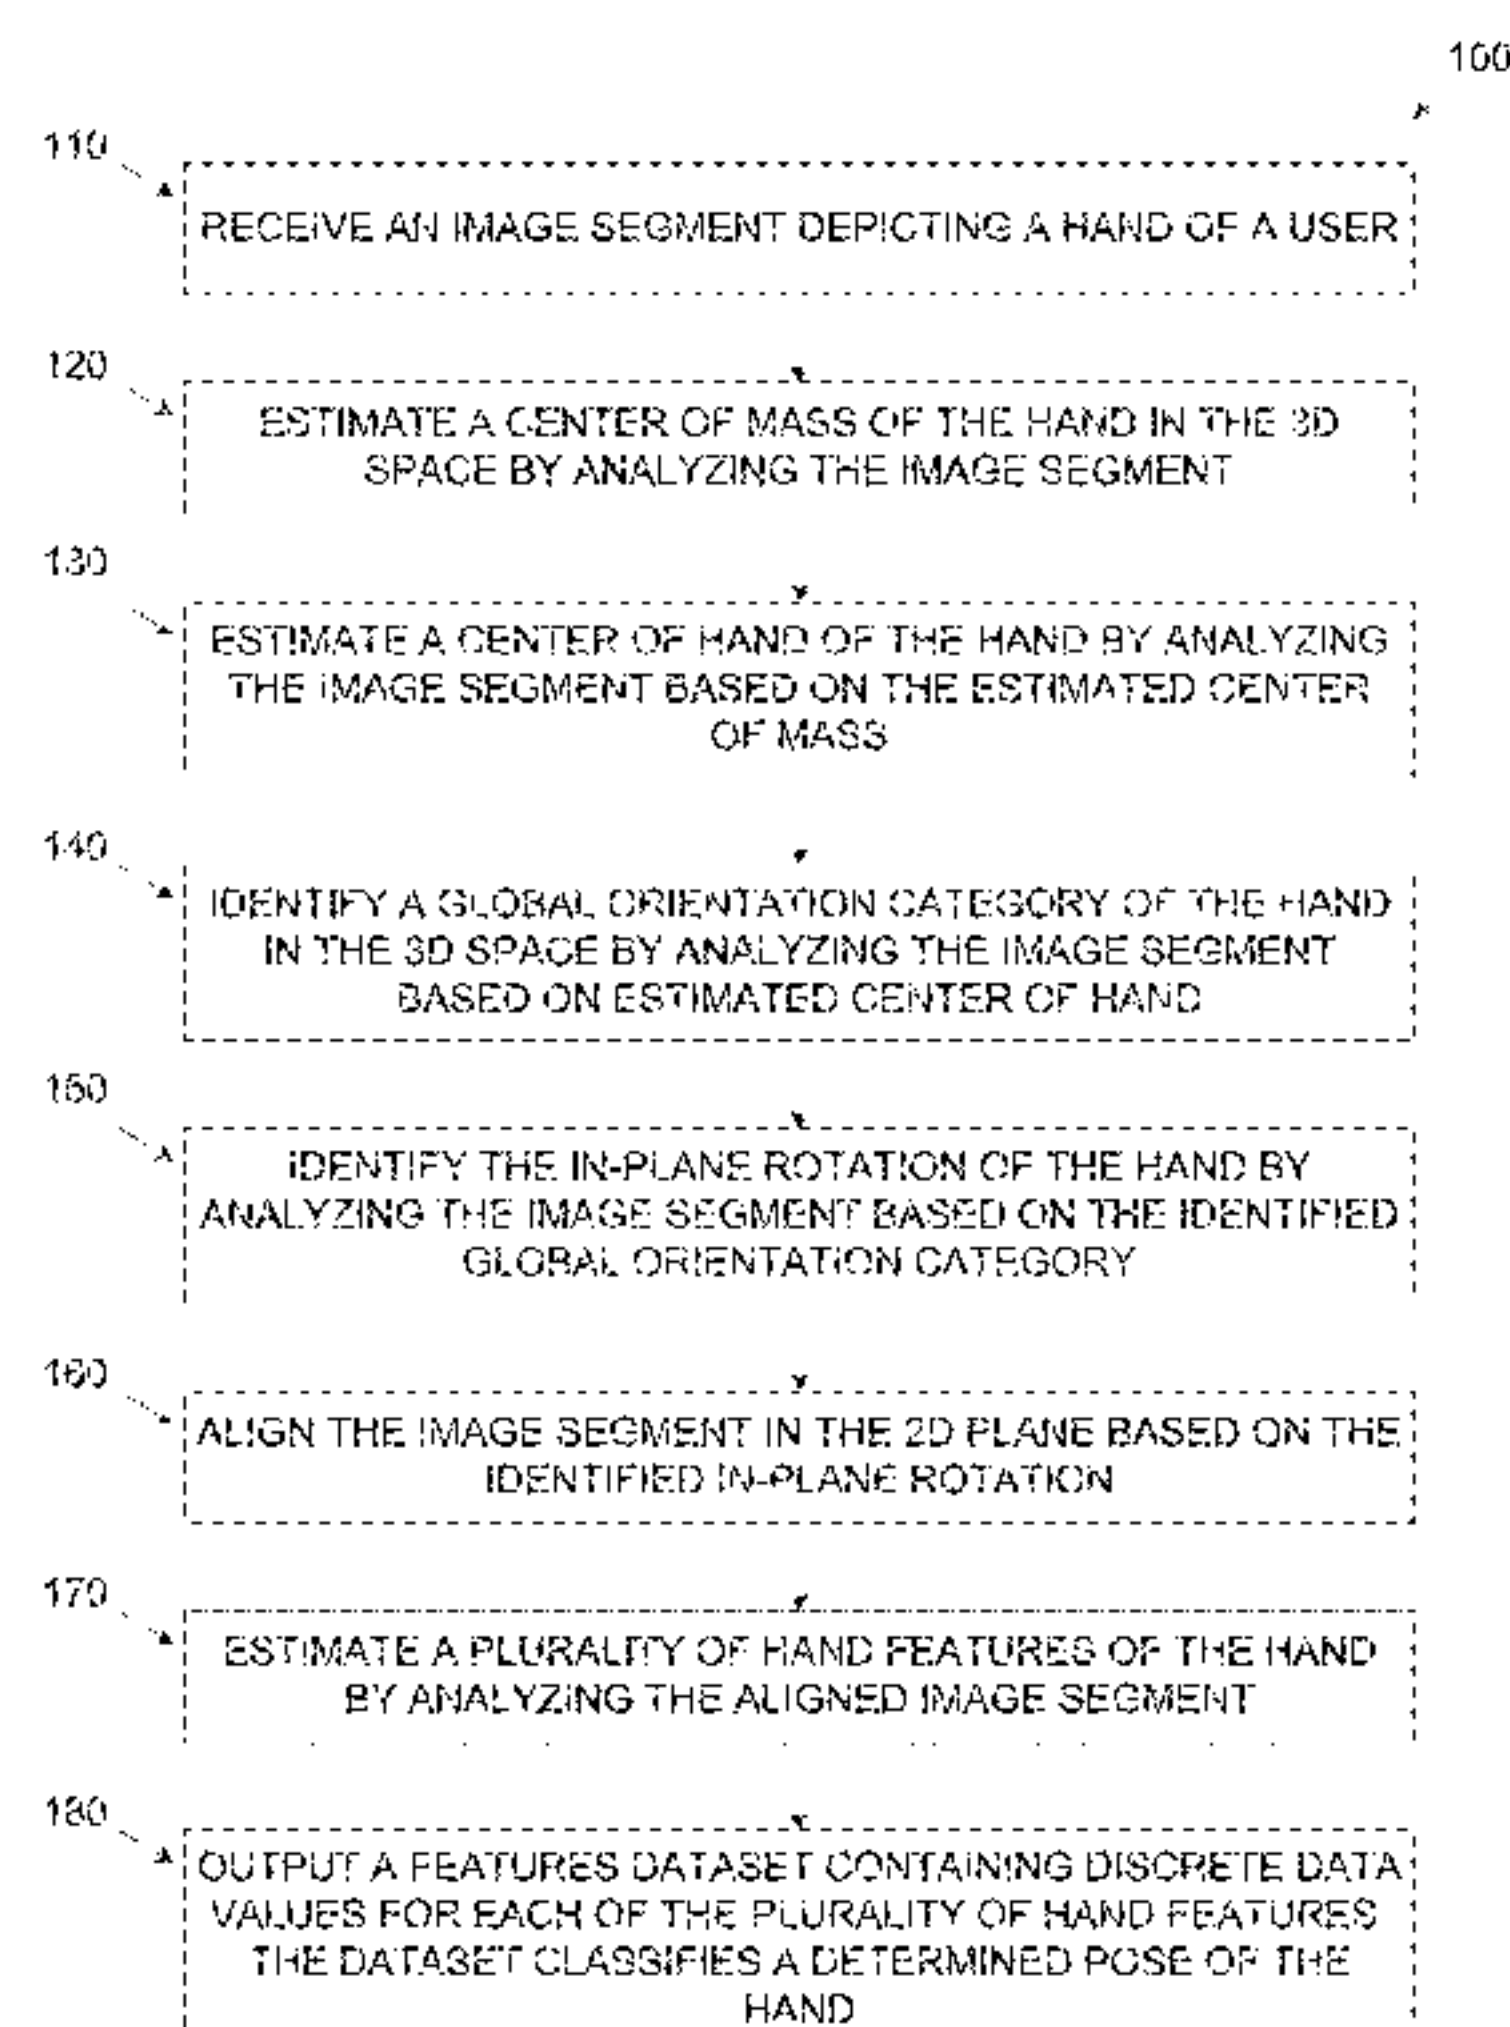 100
110
RECEIVE AN IMAGE SEGMENT DEPICTING A HAND OF A USER
120
ESTIMATE A CENTER OF MASS OF THE HAND IN THE 3D
SPACE BY ANALYZING THE IMAGE SEGMENT
130
ESTIMATE A CENTER OF HAND OF THE HAND BY ANALYZING
THE IMAGE SEGMENT BASED ON THE ESTIMATED CENTER
OF MASS
140
IDENTIFY A GLOBAL ORIENTATION CATEGORY OF THE HAND
IN THE 3D SPACE BY ANALYZING THE IMAGE SEGMENT
BASED ON ESTIMATED CENTER OF HAND
150
IDENTIFY THE IN-PLANE ROTATION OF THE HAND BY
ANALYZING THE IMAGE SEGMENT BASED ON THE IDENTIFIED
GLOBAL ORIENTATION CATEGORY
160
ALIGN THE IMAGE SEGMENT IN THE 2D PLANE BASED ON THE
IDENTIFIED IN-PLANE ROTATION
170
ESTIMATE A PLURALITY OF HAND FEATURES OF THE HAND
BY ANALYZING THE ALIGNED IMAGE SEGMENT
180
OUTPUT A FEATURES DATASET CONTAINING DISCRETE DATA
VALUES FOR EACH OF THE PLURALITY OF HAND FEATURES
THE DATASET CLASSIFIES A DETERMINED POSE OF THE
HAND